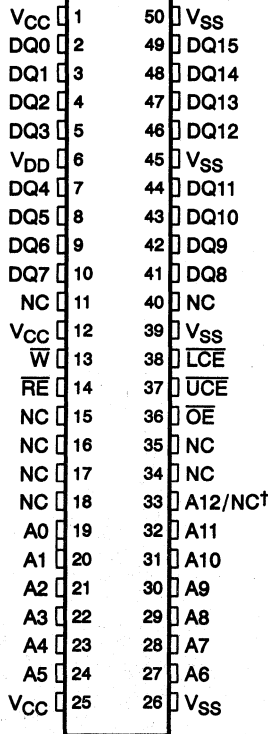 VCC 1 50 VSS
DQ0 2 49 DQ15
DQ1 3 48 DQ14
DQ2 4 47 DQ13
DQ3 5 46 DQ12
VDD 6 45 VSS
DQ4 7 44 DQ11
DQ5 8 43 DQ10
DQ6 9 42 DQ9
DQ7 10 41 DQ8
NC 11 40 NC
VCC 12 39 VSS
W̅ 13 38 L̅C̅E̅
R̅E̅ 14 37 U̅C̅E̅
NC 15 36 O̅E̅
NC 16 35 NC
NC 17 34 NC
NC 18 33 A12/NC†
A0 19 32 A11
A1 20 31 A10
A2 21 30 A9
A3 22 29 A8
A4 23 28 A7
A5 24 27 A6
VCC 25 26 VSS